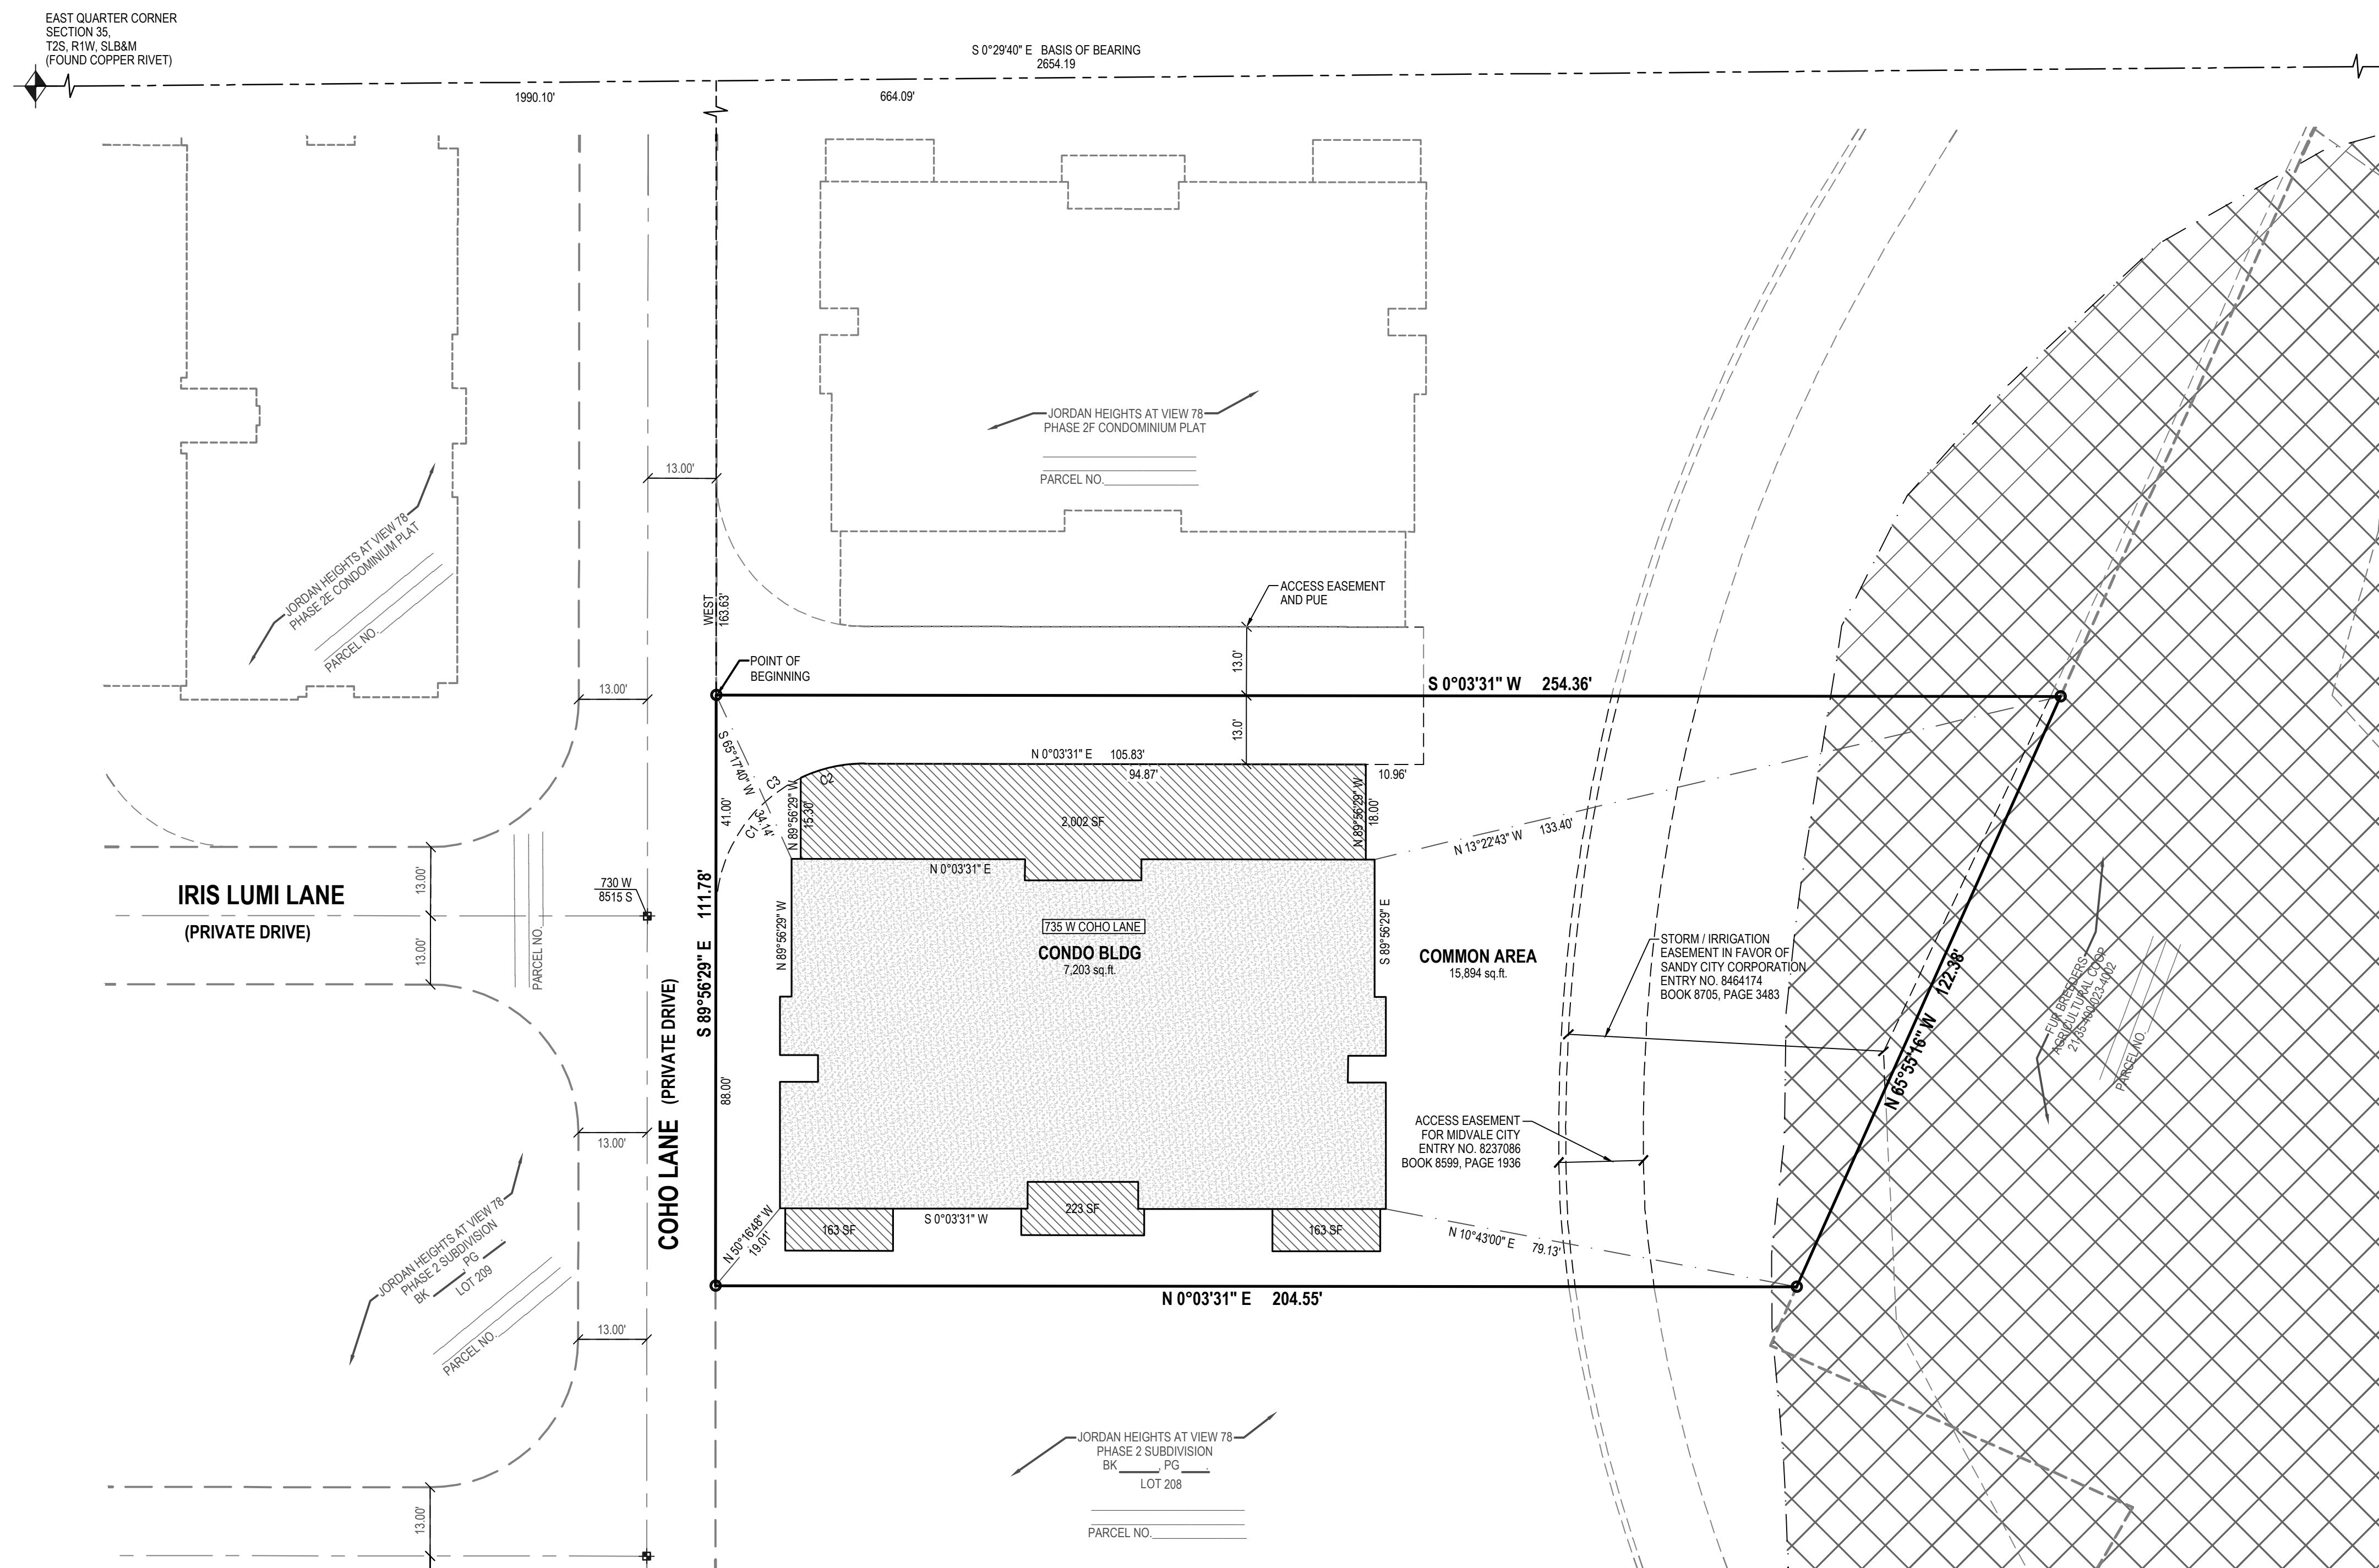 EAST QUARTER CORNER
SECTION 35,
T2S, R1W, SLB&M
(FOUND COPPER RIVET)
S 0°29'40" E   BASIS OF BEARING
2654.19
1990.10'
664.09'
JORDAN HEIGHTS AT VIEW 78
PHASE 2F CONDOMINIUM PLAT
PARCEL NO.
13.00'
JORDAN HEIGHTS AT VIEW 78
PHASE 2E CONDOMINIUM PLAT
PARCEL NO.
WEST
163.63'
ACCESS EASEMENT
AND PUE
POINT OF
BEGINNING
13.00'
13.0'
S 0°03'31" W     254.36'
13.0'
S 65°17'40" W
34.14'
N 0°03'31" E     105.83'
94.87'
10.96'
C3
C2
C1
41.00'
N 89°56'29" W
15.30'
2,002 SF
N 89°56'29" W
18.00'
N 13°22'43" W     133.40'
N 0°03'31" E
IRIS LUMI LANE
(PRIVATE DRIVE)
13.00'
13.00'
PARCEL NO.
730 W
8515 S
S 89°56'29" E     111.78'
N 89°56'29" W
735 W COHO LANE
CONDO BLDG
7,203 sq.ft.
S 89°56'29" E
COMMON AREA
15,894 sq.ft.
STORM / IRRIGATION
EASEMENT IN FAVOR OF
SANDY CITY CORPORATION
ENTRY NO. 8464174
BOOK 8705, PAGE 3483
N 65°55'16" W     122.38'
FUR BREEDERS
AGRICULTURAL COOP
21-35-400-023-4002
PARCEL NO.
COHO LANE   (PRIVATE DRIVE)
88.00'
13.00'
ACCESS EASEMENT
FOR MIDVALE CITY
ENTRY NO. 8237086
BOOK 8599, PAGE 1936
N 50°16'48" W
19.01'
163 SF
S 0°03'31" W
223 SF
163 SF
N 10°43'00" E     79.13'
JORDAN HEIGHTS AT VIEW 78
PHASE 2 SUBDIVISION
BK       , PG      .
LOT 209
PARCEL NO.
13.00'
N 0°03'31" E     204.55'
JORDAN HEIGHTS AT VIEW 78
PHASE 2 SUBDIVISION
BK       , PG      .
LOT 208
PARCEL NO.
13.00'